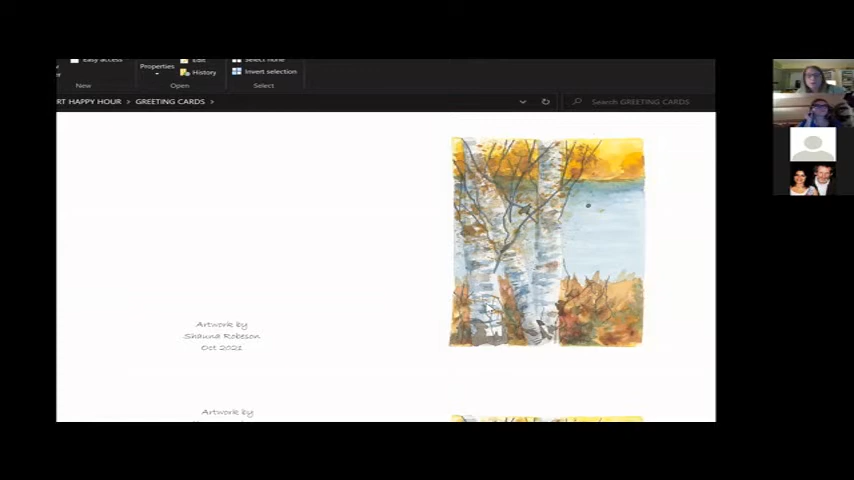 Easy access
Properties
Edit
History
Select none
Invert selection
New
Open
Select
RT HAPPY HOUR > GREETING CARDS >
Search GREETING CARDS
Artwork by
Shauna Robeson
Oct 2021
Artwork by